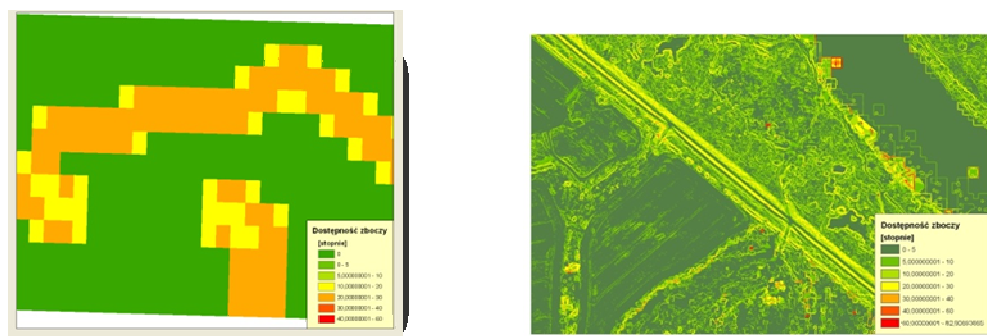 Dostępność zboczy
[stopnie]
0
0 - 5
5,00000001 - 10
10,00000001 - 20
20,00000001 - 30
30,00000001 - 40
40,00000001 - 60
Dostępność zboczy
[stopnie]
0 - 5
5,000000001 - 10
10,00000001 - 20
20,00000001 - 30
30,00000001 - 40
40,00000001 - 60